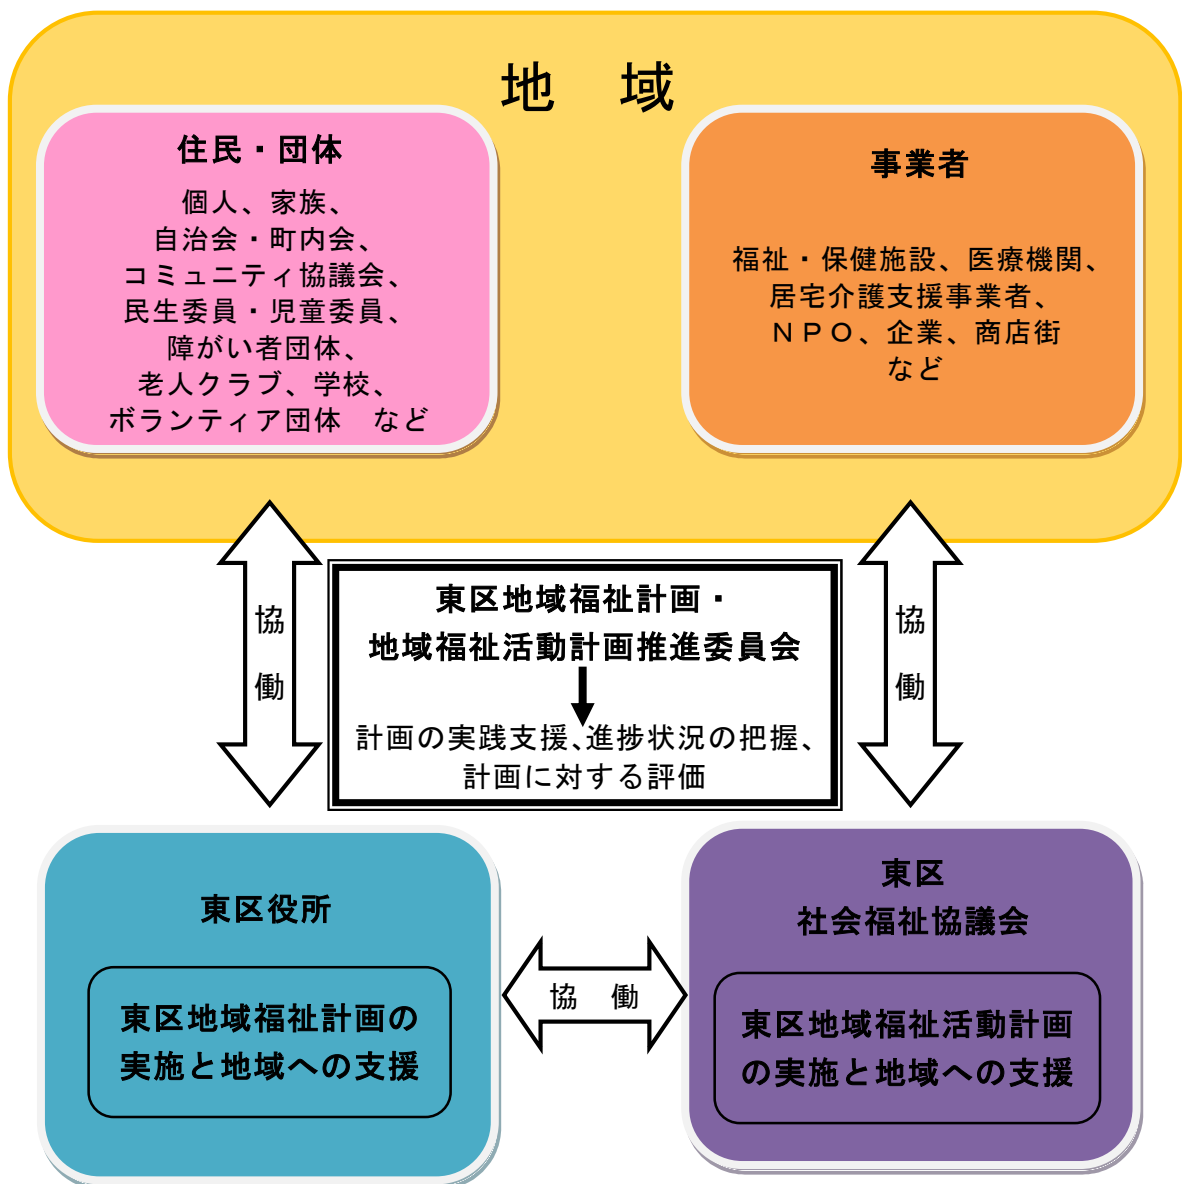 地　域
住民・団体
個人、家族、
自治会・町内会、
コミュニティ協議会、
民生委員・児童委員、
障がい者団体、
老人クラブ、学校、
ボランティア団体　など
事業者
福祉・保健施設、医療機関、
居宅介護支援事業者、
ＮＰＯ、企業、商店街
など
協
働
東区地域福祉計画・
地域福祉活動計画推進委員会
計画の実践支援、進捗状況の把握、
計画に対する評価
協
働
東区役所
東区地域福祉計画の
実施と地域への支援
協　働
東区
社会福祉協議会
東区地域福祉活動計画
の実施と地域への支援